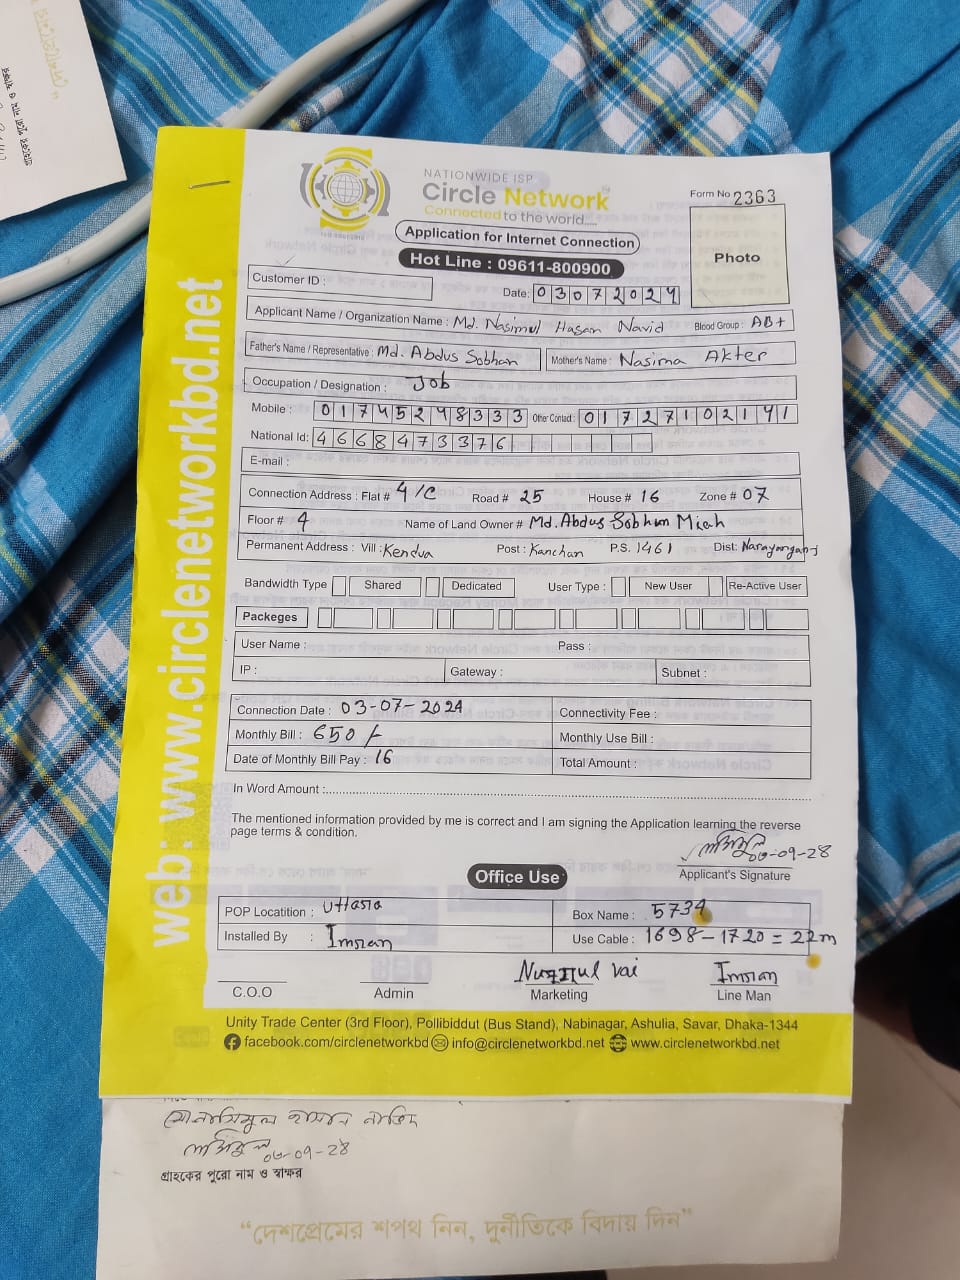 NATIONWIDE ISP
Circle Network
Connected to the world.....
Form No 2363
Application for Internet Connection
Hot Line : 09611-800900
Photo
Customer ID :
Date: 03072024
Applicant Name / Organization Name : Md. Nasimul Hasan Navid Blood Group : AB+
Father's Name / Representative : Md. Abdus Sobhan Mother's Name : Nasima Akter
Occupation / Designation : Job
Mobile : 01745248333 Other Contact : 01727102141
National Id: 4668473376
E-mail :
Connection Address : Flat # 4/C Road # 25 House # 16 Zone # 07
Floor # 4 Name of Land Owner # Md. Abdus Sobhan Miah
Permanent Address : Vill : Kendua Post : Kanchan P.S. 1461 Dist: Narayanganj
Bandwidth Type Shared Dedicated User Type : New User Re-Active User
Packeges
User Name : Pass :
IP : Gateway : Subnet :
Connection Date : 03-07-2024 Connectivity Fee :
Monthly Bill : 650/- Monthly Use Bill :
Date of Monthly Bill Pay : 16 Total Amount :
In Word Amount :
The mentioned information provided by me is correct and I am signing the Application learning the reverse
page terms & condition.
০৩-০৭-২৪
Applicant's Signature
Office Use
POP Locatition : Uttara Box Name : 5734
Installed By : Imran Use Cable : 1698-1720 = 22m
Nuzzul Vai Imran
C.O.O Admin Marketing Line Man
Unity Trade Center (3rd Floor), Pollibiddut (Bus Stand), Nabinagar, Ashulia, Savar, Dhaka-1344
facebook.com/circlenetworkbd info@circlenetworkbd.net www.circlenetworkbd.net
web: www.circlenetworkbd.net
মোঃ নাসিমুল হাসান নাভিদ
নাসিমুল ০৩-০৭-২৪
গ্রাহকের পুরো নাম ও স্বাক্ষর
"দেশপ্রেমের শপথ নিন, দুর্নীতিকে বিদায় দিন"